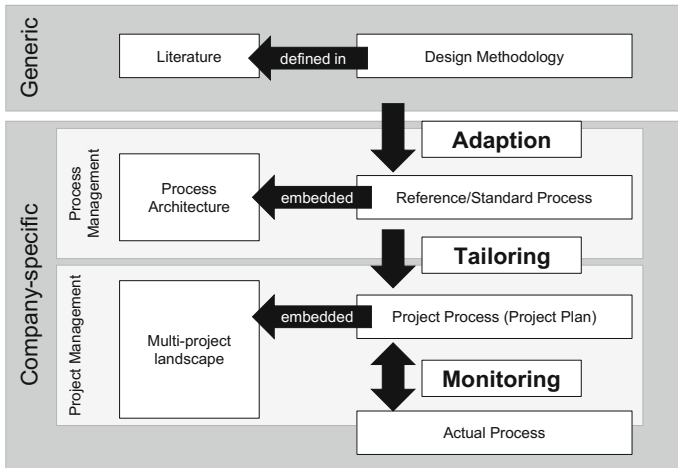 Generic
Literature
defined in
Design Methodology
Adaption
Company-specific
Process
Management
Process
Architecture
embedded
Reference/Standard Process
Tailoring
Project Management
Multi-project
landscape
embedded
Project Process (Project Plan)
Monitoring
Actual Process